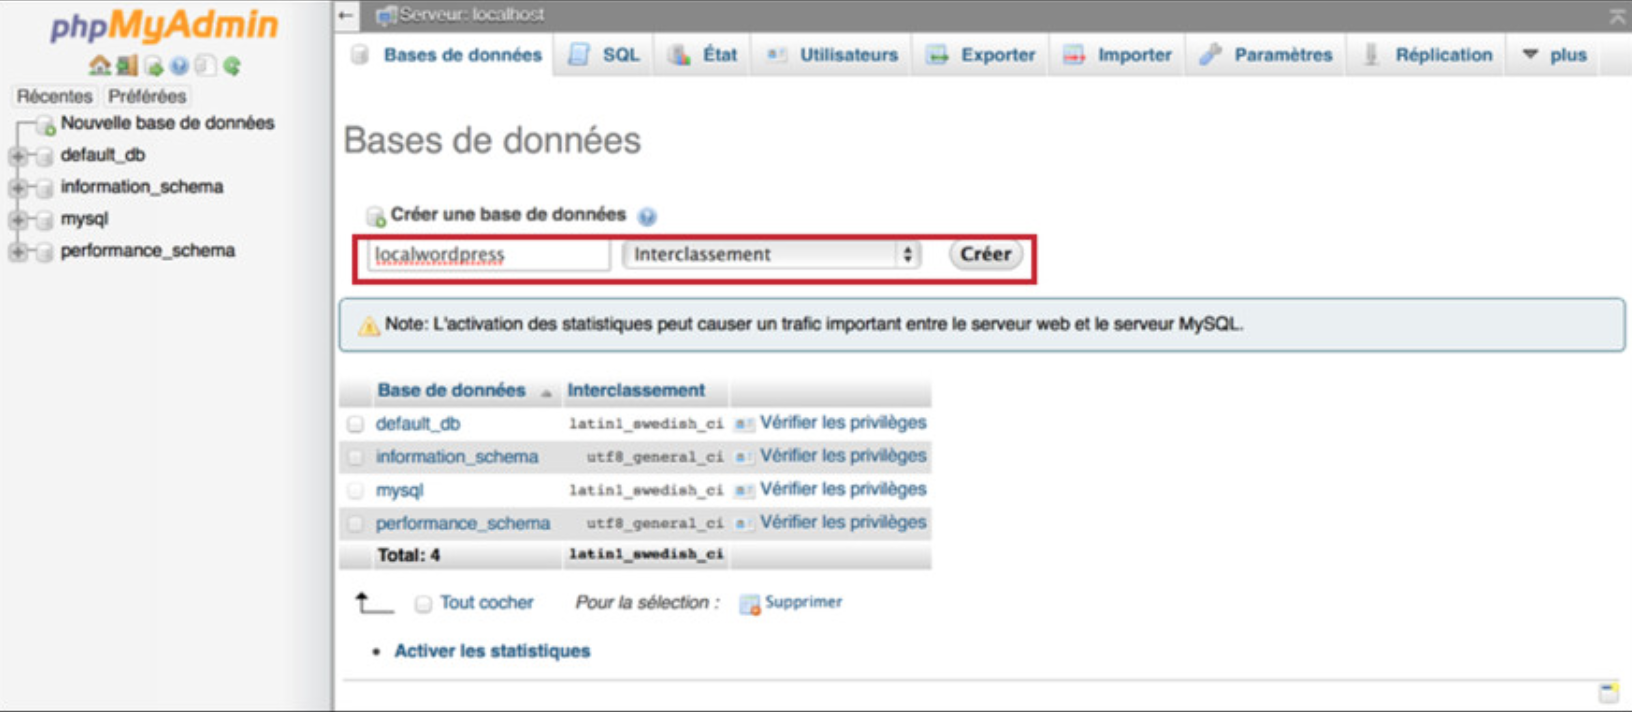 phpMyAdmin
Récentes Préférées
Nouvelle base de données
default_db
information_schema
mysql
performance_schema
Serveur: localhost
Bases de données SQL État Utilisateurs Exporter Importer Paramètres Réplication plus
Bases de données
Créer une base de données
localwordpress Interclassement Créer
Note: L'activation des statistiques peut causer un trafic important entre le serveur web et le serveur MySQL.
Base de données Interclassement
default_db latin1_swedish_ci Vérifier les privilèges
information_schema utf8_general_ci Vérifier les privilèges
mysql latin1_swedish_ci Vérifier les privilèges
performance_schema utf8_general_ci Vérifier les privilèges
Total: 4 latin1_swedish_ci
Tout cocher Pour la sélection : Supprimer
• Activer les statistiques